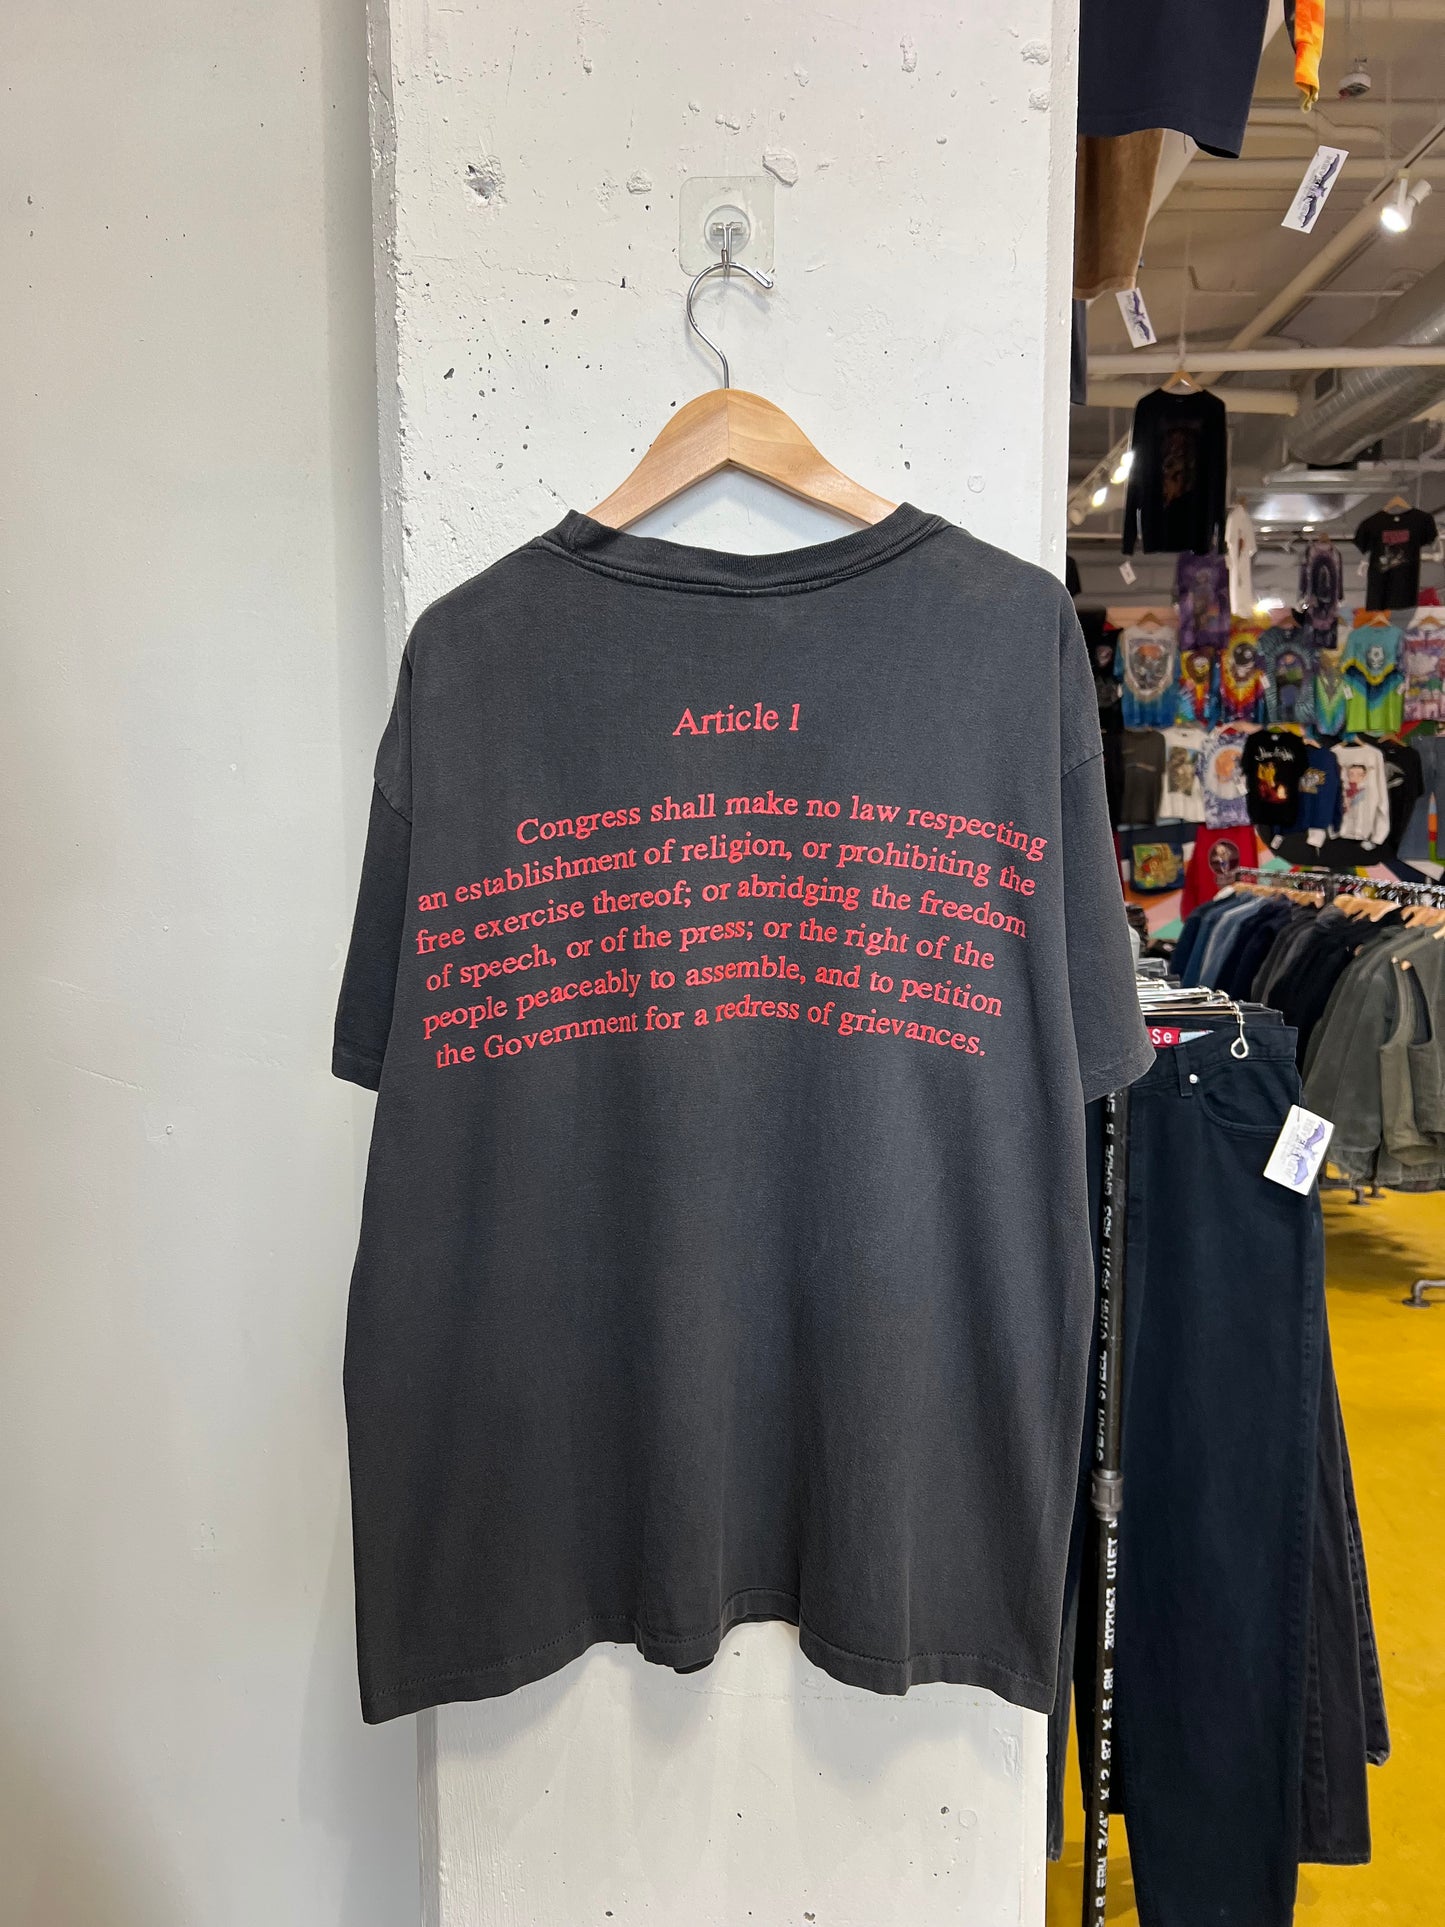 Article 1
Congress shall make no law respecting
an establishment of religion, or prohibiting the
free exercise thereof; or abridging the freedom
of speech, or of the press; or the right of the
people peaceably to assemble, and to petition
the Government for a redress of grievances.
Se